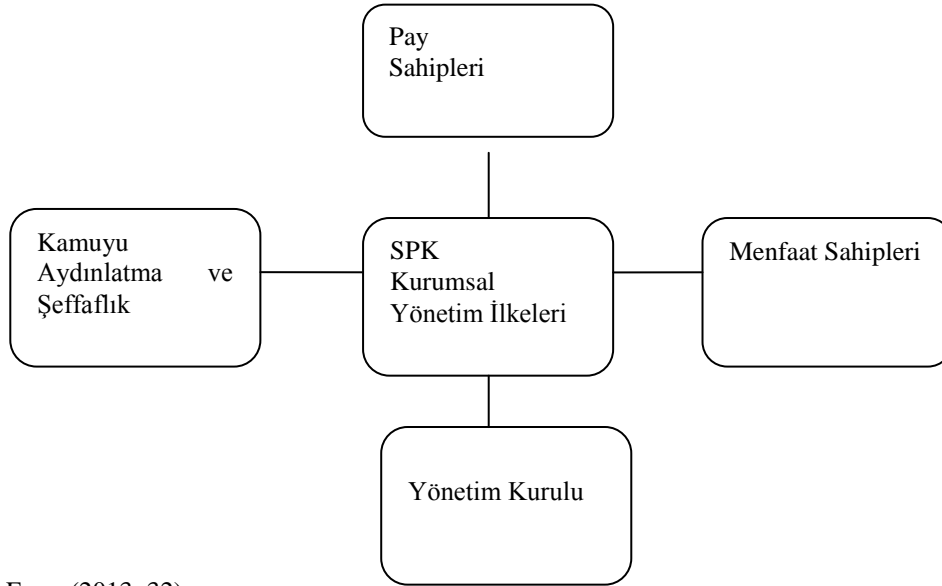 Pay
Sahipleri
Kamuyu
Aydınlatma ve
Şeffaflık
SPK
Kurumsal
Yönetim İlkeleri
Menfaat Sahipleri
Yönetim Kurulu